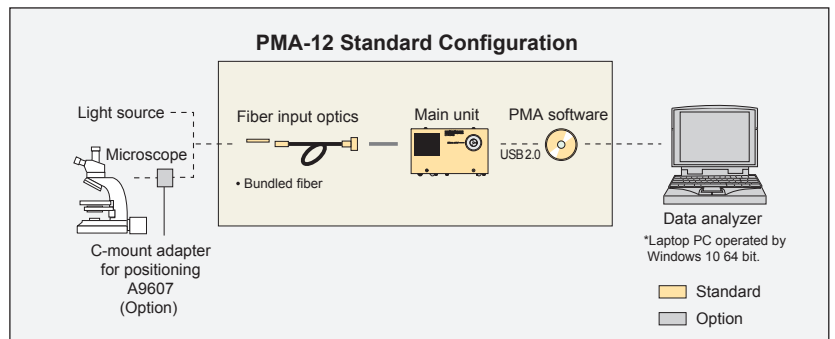 PMA-12 Standard Configuration
Light source
Microscope
C-mount adapter
for positioning
A9607
(Option)
Fiber input optics
• Bundled fiber
Main unit
PMA software
USB 2.0
Data analyzer
*Laptop PC operated by
Windows 10 64 bit.
Standard
Option